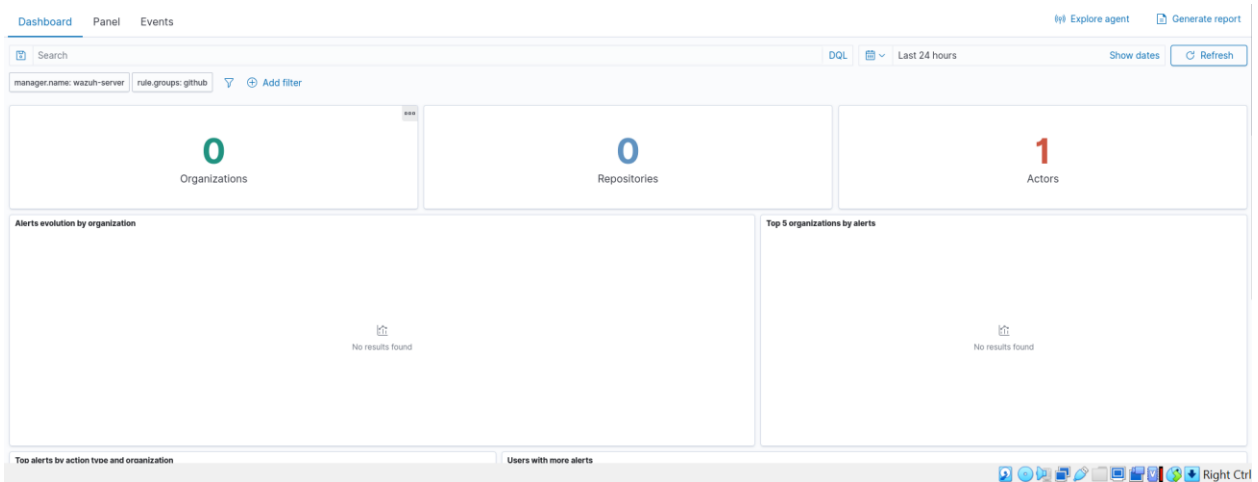 Dashboard Panel Events Explore agent Generate report
Search DQL Last 24 hours Show dates Refresh
manager.name: wazuh-server rule.groups: github Add filter
0 0 1
Organizations Repositories Actors
Alerts evolution by organization Top 5 organizations by alerts
No results found No results found
Top alerts by action type and organization Users with more alerts
Right Ctrl